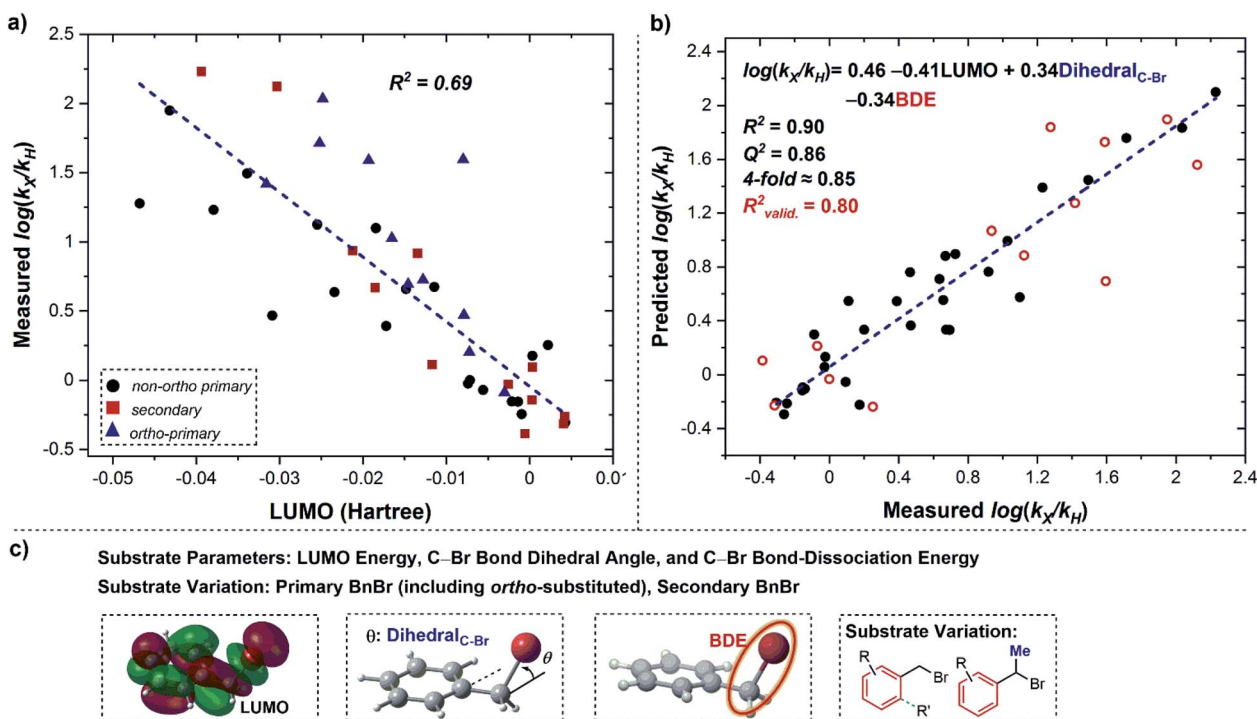 a)
2.5
2
1.5
1
0.5
0
-0.5
-0.05
-0.04
-0.03
-0.02
-0.01
0.0
R² = 0.69
non-ortho primary
secondary
ortho-primary
Measured log(kX/kH)
LUMO (Hartree)
b)
2.4
2.0
1.6
1.2
0.8
0.4
0
-0.4
-0.4
0
0.4
0.8
1.2
1.6
2.0
2.4
log(kX/kH)= 0.46 –0.41LUMO + 0.34DihedralC-Br
–0.34BDE
R² = 0.90
Q² = 0.86
4-fold ≈ 0.85
R²valid. = 0.80
Predicted log(kX/kH)
Measured log(kX/kH)
c)
Substrate Parameters: LUMO Energy, C–Br Bond Dihedral Angle, and C–Br Bond-Dissociation Energy
Substrate Variation: Primary BnBr (including ortho-substituted), Secondary BnBr
LUMO
θ: DihedralC-Br
θ
BDE
Substrate Variation:
R
Br
R'
Me
R
Br